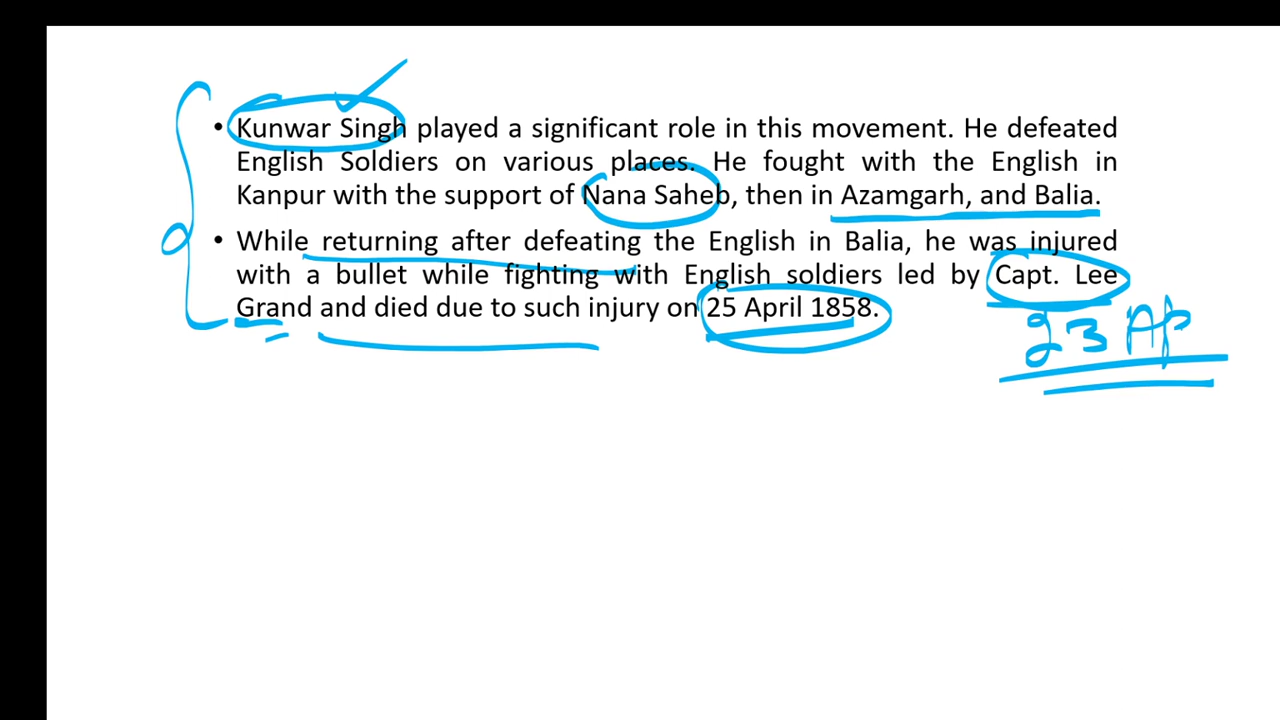 • Kunwar Singh played a significant role in this movement. He defeated
English Soldiers on various places. He fought with the English in
Kanpur with the support of Nana Saheb, then in Azamgarh, and Balia.
• While returning after defeating the English in Balia, he was injured
with a bullet while fighting with English soldiers led by Capt. Lee
Grand and died due to such injury on 25 April 1858.
23 Ap